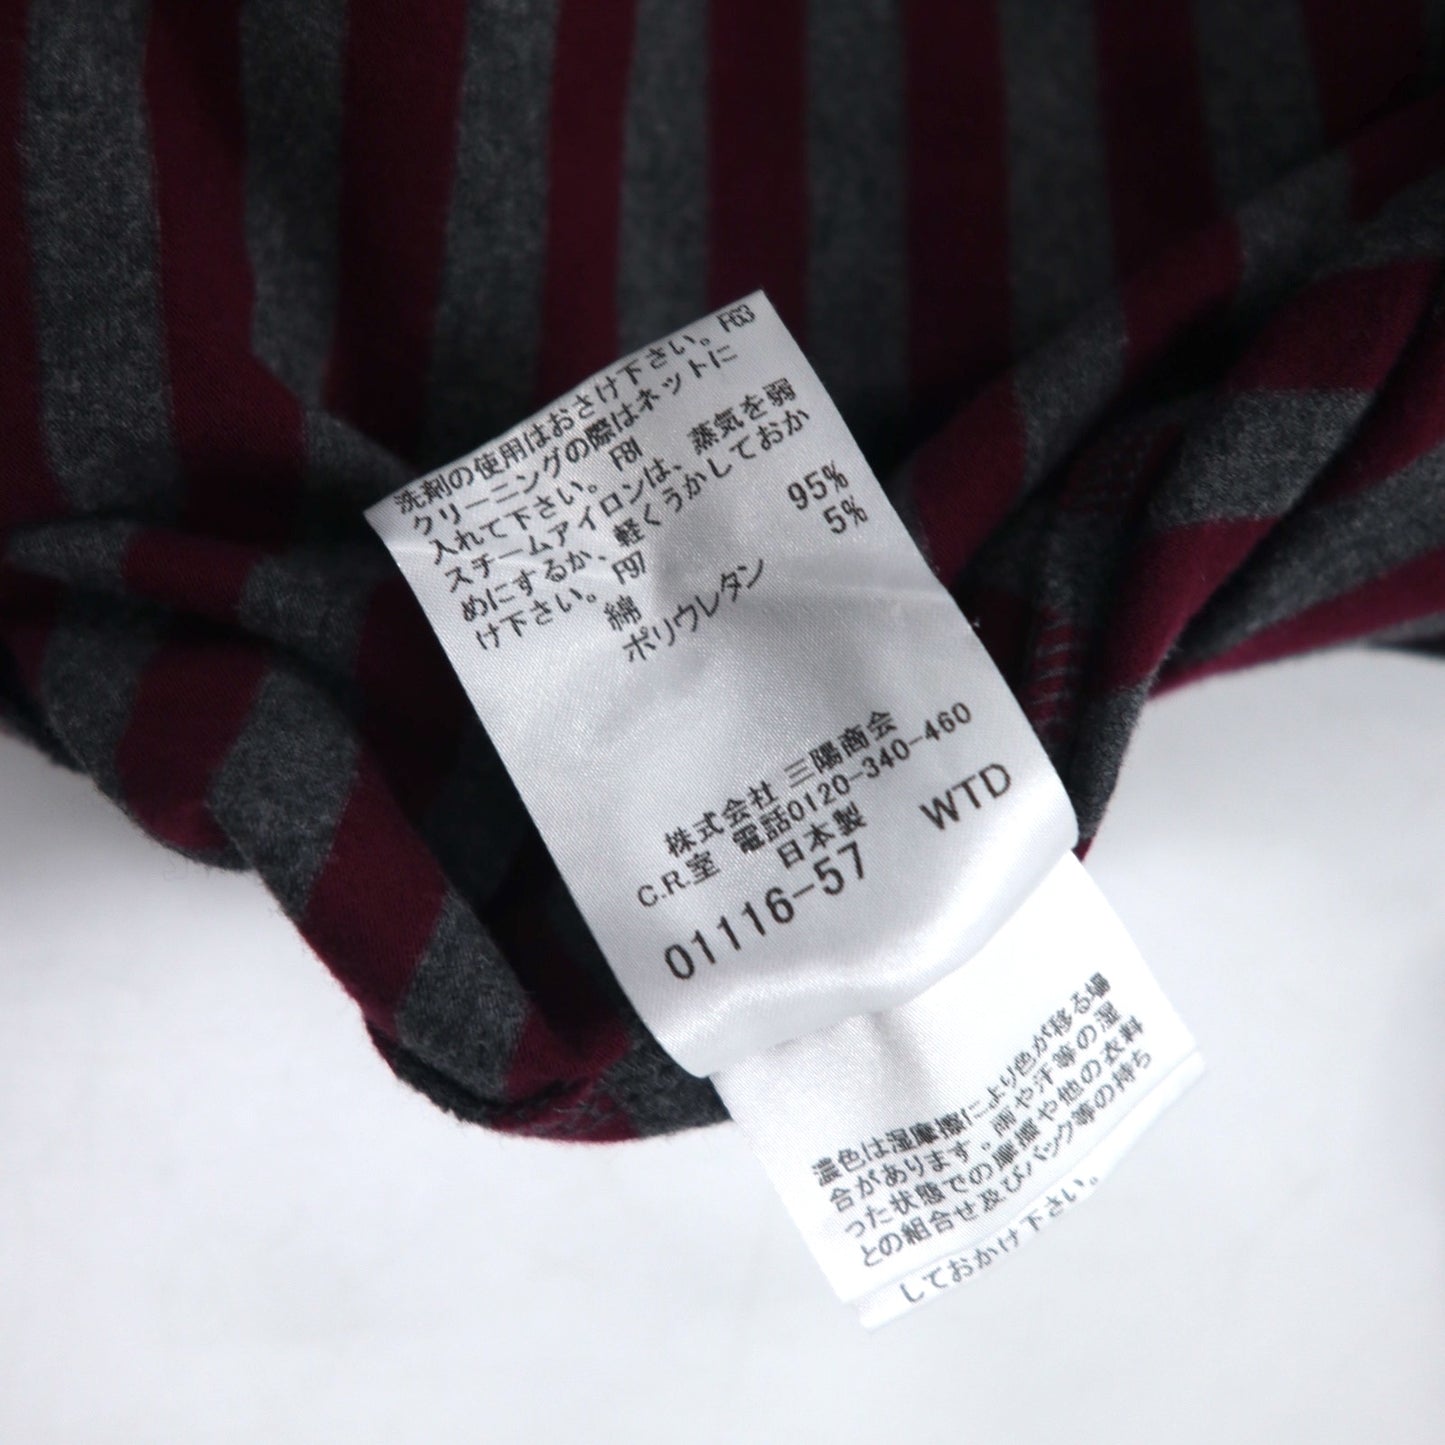 洗剤の使用はおさけ下さい。F63
クリーニングの際はネットに
入れて下さい。 F81
スチームアイロンは、蒸気を弱
めにするか、軽くうかしておか
け下さい。 F97
綿 95%
ポリウレタン 5%
株式会社 三陽商会
C.R.室 電話0120-340-460
日本製
01116-57 WTD
濃色は湿摩擦により色が移る場
合があります。雨や汗等の湿
った状態での摩擦や他の衣料
との組合せ及びバック等の持ち
しておかけ下さい。